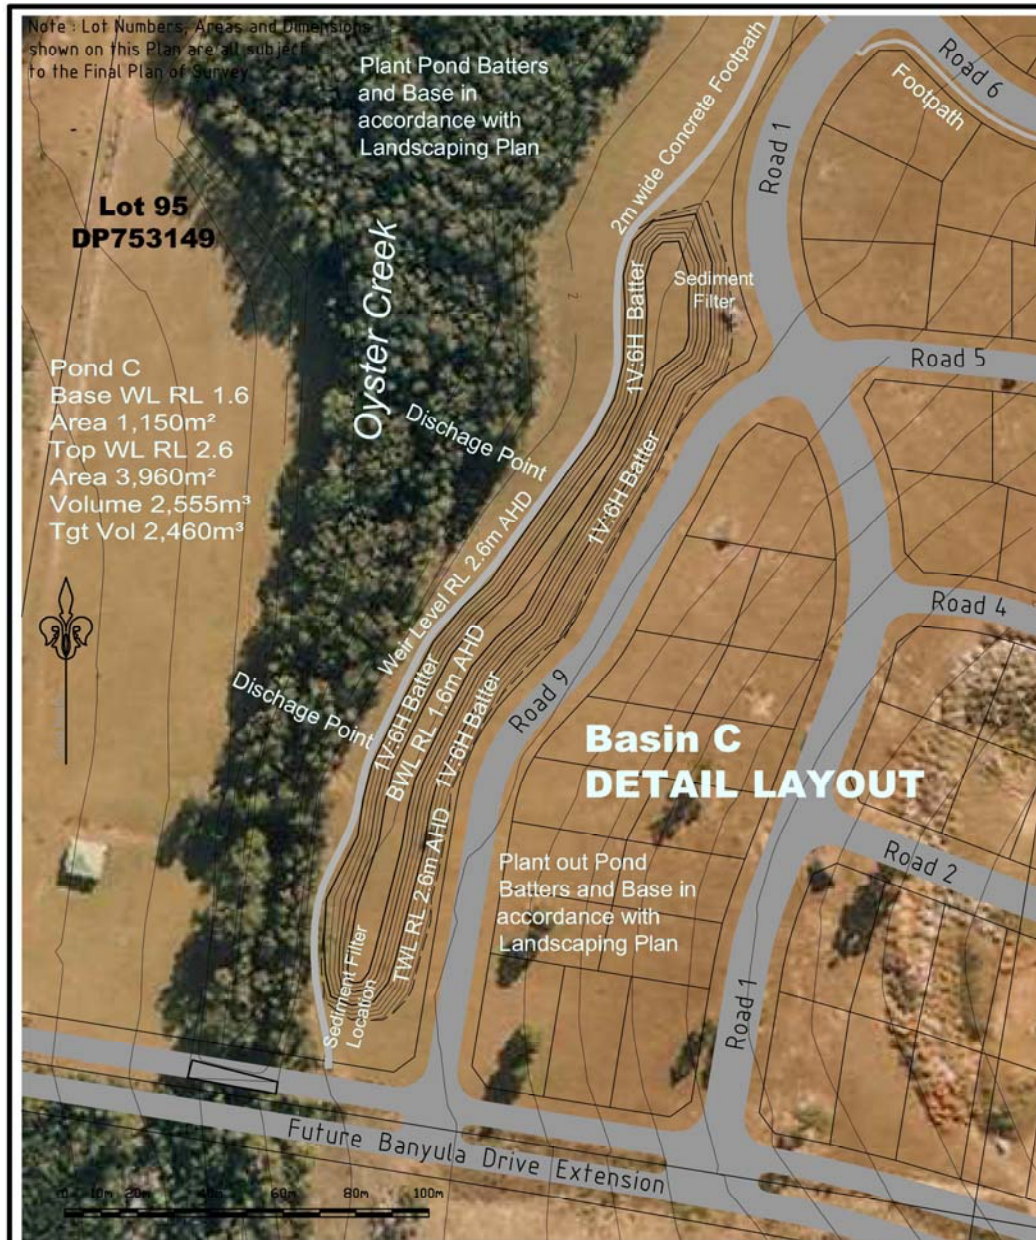 Note : Lot Numbers, Areas and Dimensions
shown on this Plan are all subject
to the Final Plan of Survey
Plant Pond Batters
and Base in
accordance with
Landscaping Plan
2m wide Concrete Footpath
Road 1
Footpath
Road 6
Lot 95
DP753149
Oyster Creek
1V:6H Batter
Sediment
Filter
2
Road 5
Pond C
Base WL RL 1.6
Area 1,150m²
Top WL RL 2.6
Area 3,960m²
Volume 2,555m³
Tgt Vol 2,460m³
Dischage Point
1V:6H Batter
Weir Level RL 2.6m AHD
Road 4
Dischage Point
1V:6H Batter
BWL RL 1.6m AHD
1V:6H Batter
Road 9
Basin C
DETAIL LAYOUT
TWL RL 2.6m AHD
Plant out Pond
Batters and Base in
accordance with
Landscaping Plan
Road 2
Sediment Filter
Location
Road 1
Future Banyula Drive Extension
0 10m 20m 40m 60m 80m 100m